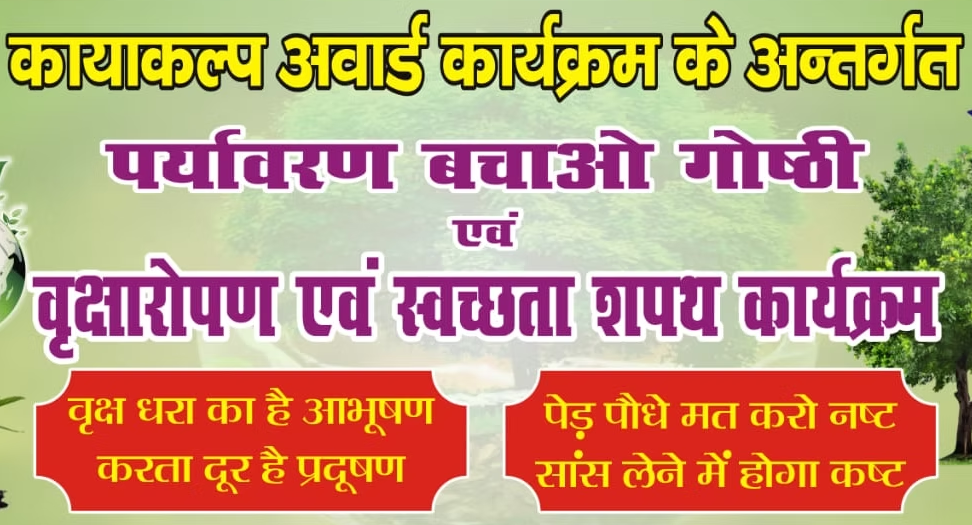 कायाकल्प अवार्ड कार्यक्रम के अन्तर्गत
पर्यावरण बचाओ गोष्ठी
एवं
वृक्षारोपण एवं स्वच्छता शपथ कार्यक्रम
वृक्ष धरा का है आभूषण
करता दूर है प्रदूषण
पेड़ पौधे मत करो नष्ट
सांस लेने में होगा कष्ट